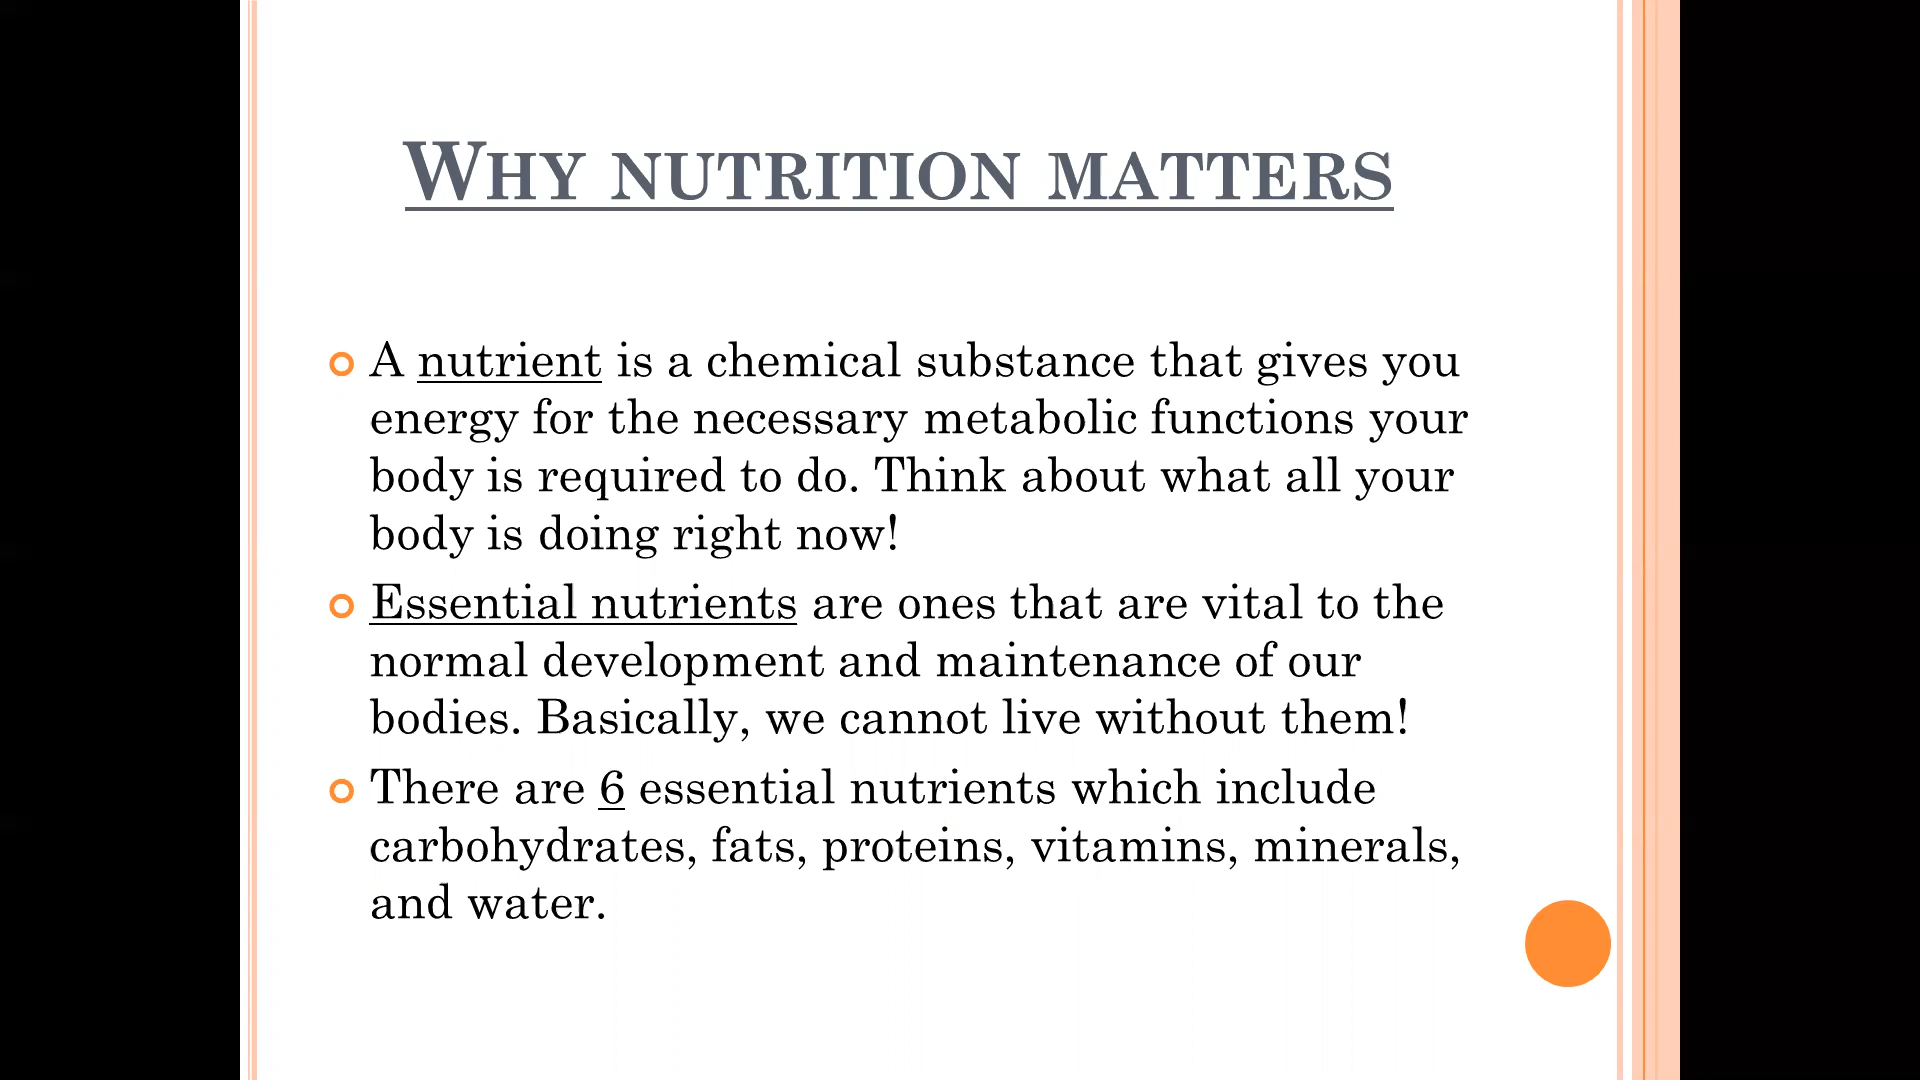 Why nutrition matters
A nutrient is a chemical substance that gives you
energy for the necessary metabolic functions your
body is required to do. Think about what all your
body is doing right now!
Essential nutrients are ones that are vital to the
normal development and maintenance of our
bodies. Basically, we cannot live without them!
There are 6 essential nutrients which include
carbohydrates, fats, proteins, vitamins, minerals,
and water.